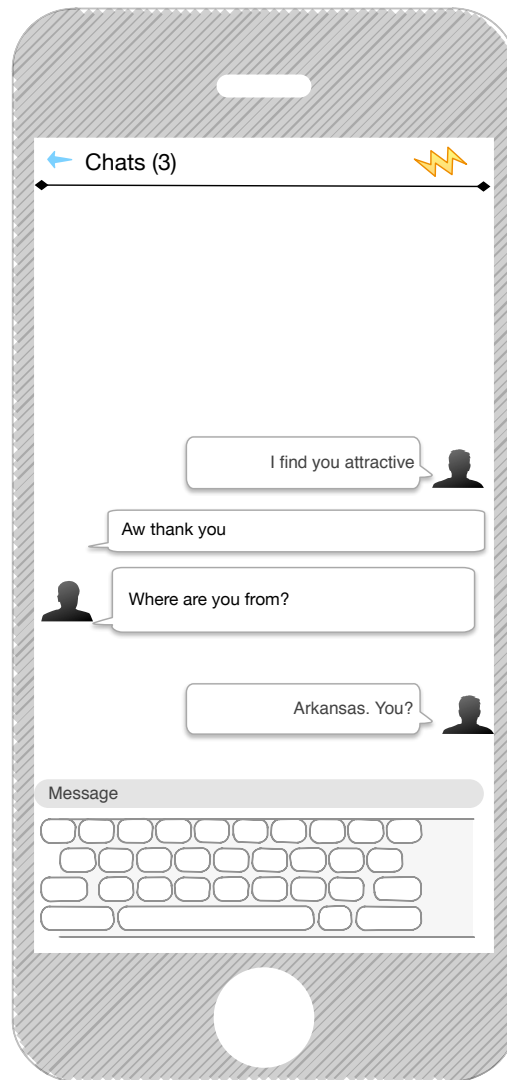 Chats (3)
I find you attractive
Aw thank you
Where are you from?
Arkansas. You?
Message